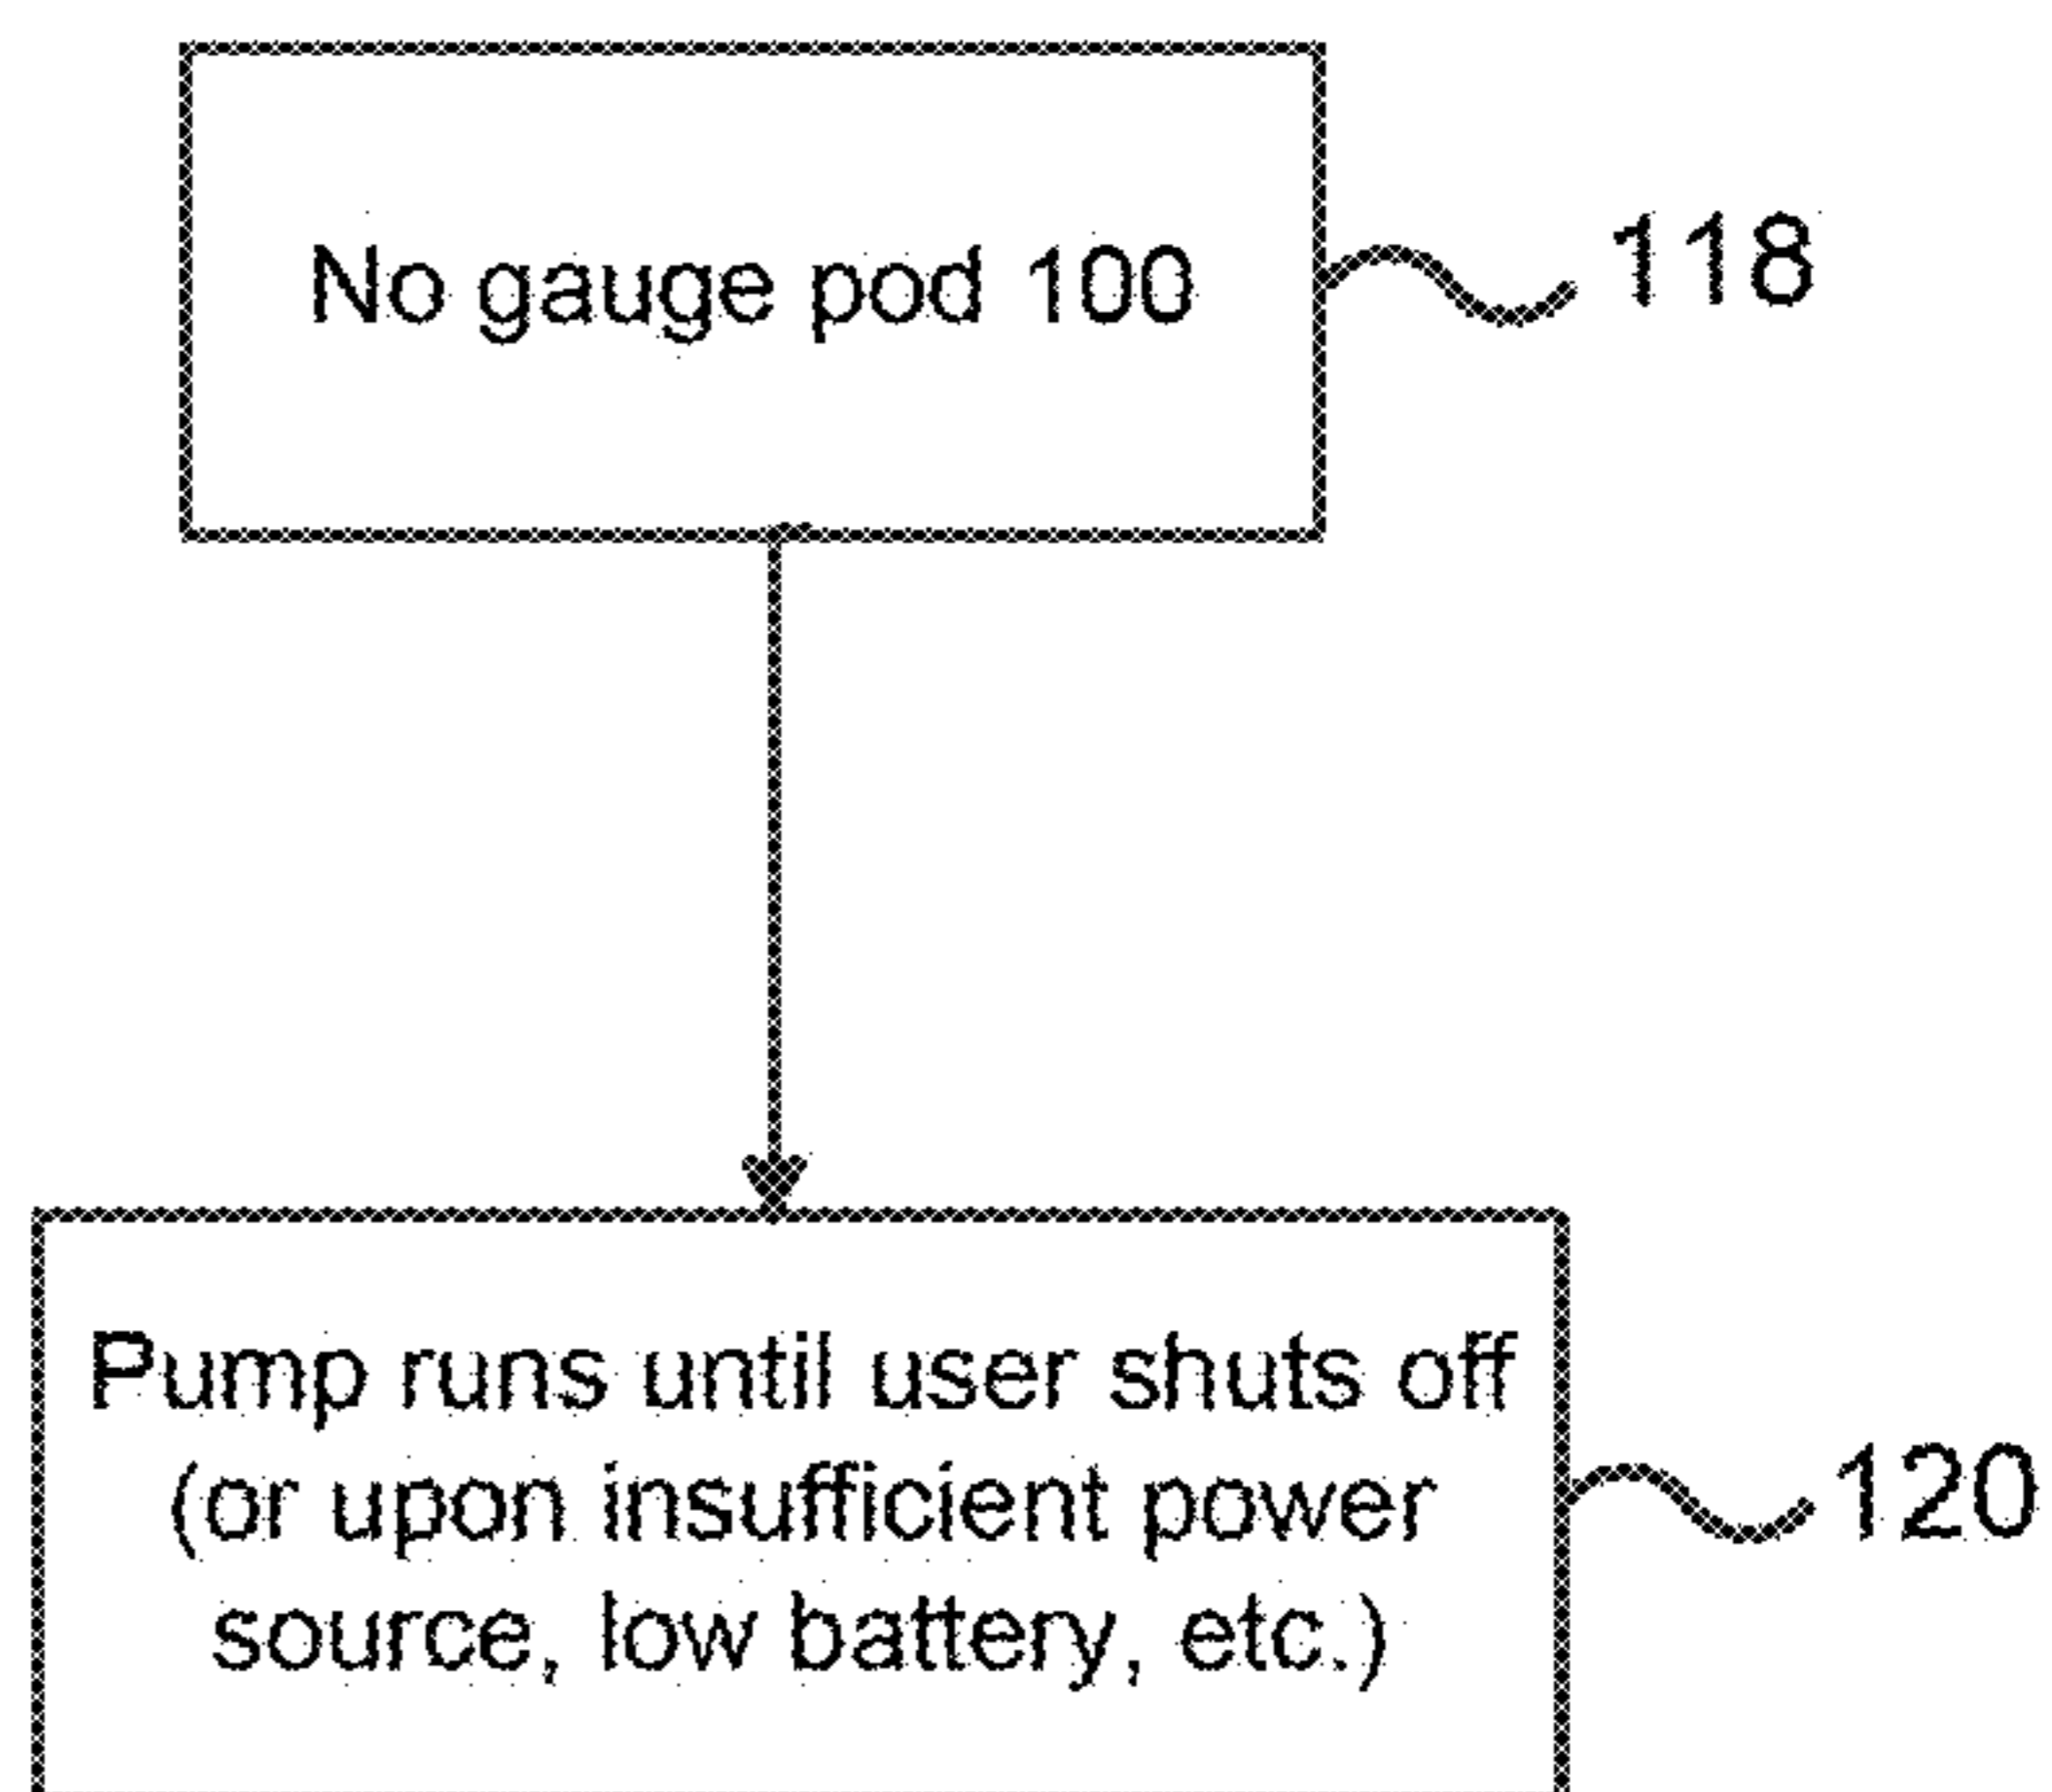 No gauge pod 100
118
Pump runs until user shuts off
(or upon insufficient power
source, low battery, etc.)
120